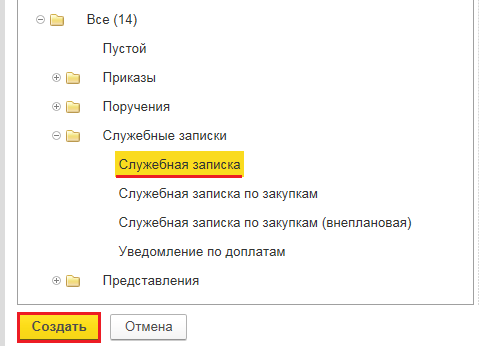 Все (14)
Пустой
Приказы
Поручения
Служебные записки
Служебная записка
Служебная записка по закупкам
Служебная записка по закупкам (внеплановая)
Уведомление по доплатам
Представления
Создать Отмена